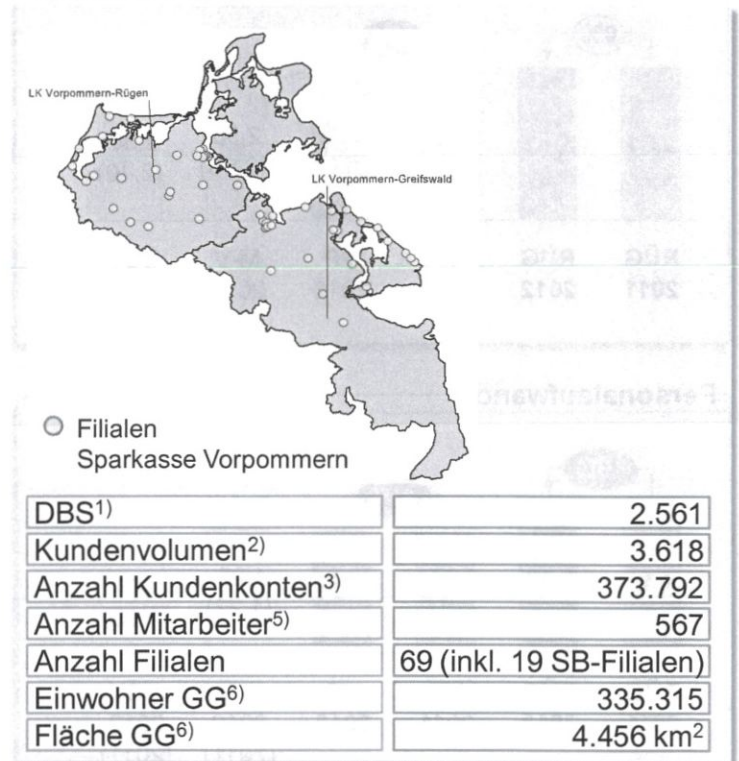 LK Vorpommern-Rügen
LK Vorpommern-Greifswald
Filialen
Sparkasse Vorpommern
DBS1) 2.561
Kundenvolumen2) 3.618
Anzahl Kundenkonten3) 373.792
Anzahl Mitarbeiter5) 567
Anzahl Filialen 69 (inkl. 19 SB-Filialen)
Einwohner GG6) 335.315
Fläche GG6) 4.456 km2